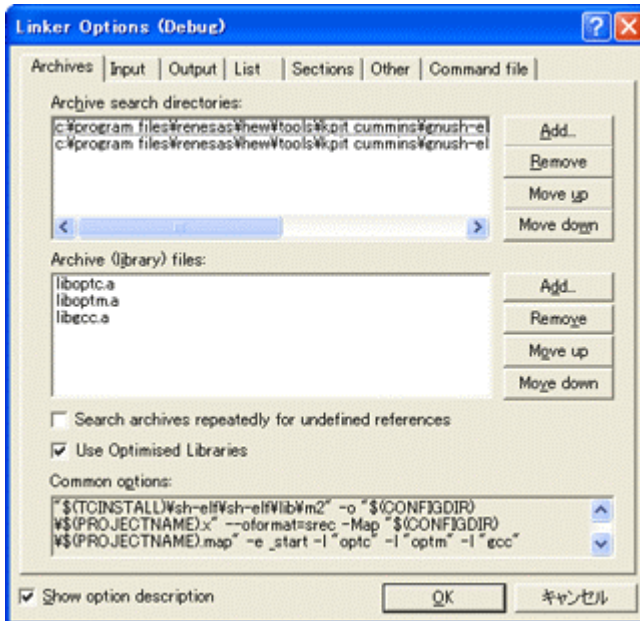 Linker Options (Debug)
Archives Input Output List Sections Other Command file
Archive search directories:
c:¥program files¥renesas¥hew¥tools¥kpit cummins¥gnush-el
c:¥program files¥renesas¥hew¥tools¥kpit cummins¥gnush-el
Add...
Remove
Move up
Move down
Archive (library) files:
liboptc.a
liboptm.a
libgcc.a
Add...
Remove
Move up
Move down
Search archives repeatedly for undefined references
Use Optimised Libraries
Common options:
"$(TCINSTALL)¥sh-elf¥sh-elf¥lib¥m2" -o "$(CONFIGDIR)
¥$(PROJECTNAME).x" --oformat=srec -Map "$(CONFIGDIR)
¥$(PROJECTNAME).map" -e _start -l "optc" -l "optm" -l "gcc"
Show option description
OK
キャンセル